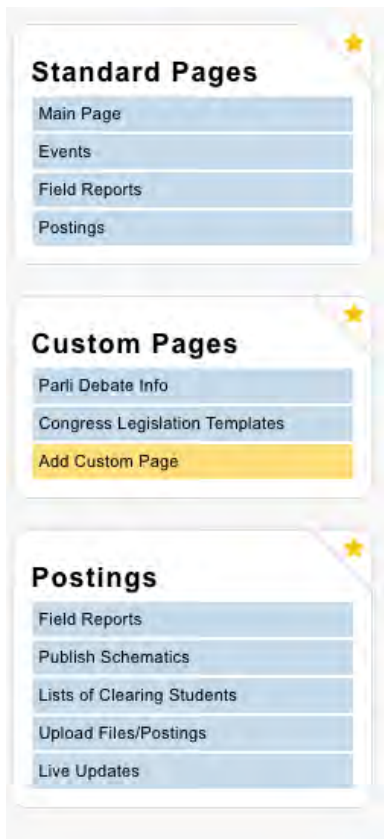 Standard Pages
Main Page
Events
Field Reports
Postings
Custom Pages
Parli Debate Info
Congress Legislation Templates
Add Custom Page
Postings
Field Reports
Publish Schematics
Lists of Clearing Students
Upload Files/Postings
Live Updates